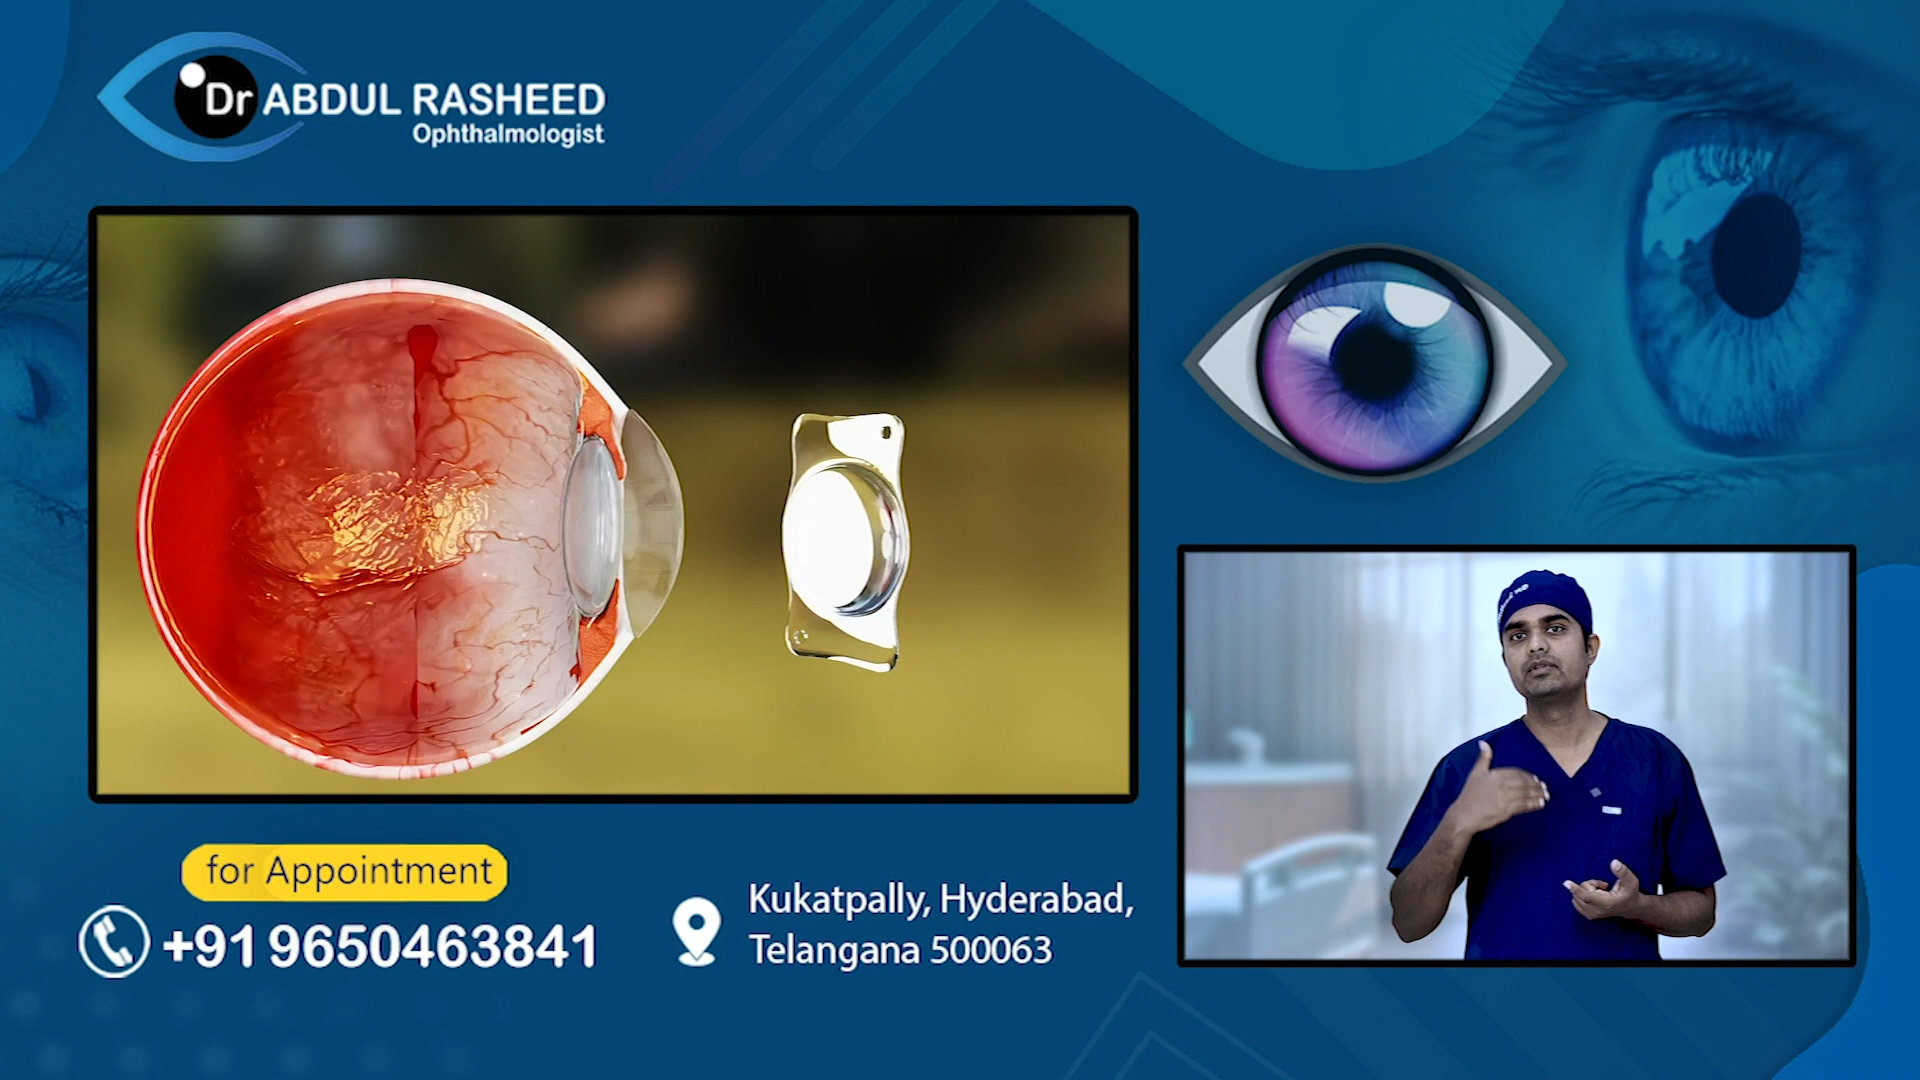 Dr ABDUL RASHEED
Ophthalmologist
for Appointment
+91 9650463841
Kukatpally, Hyderabad,
Telangana 500063